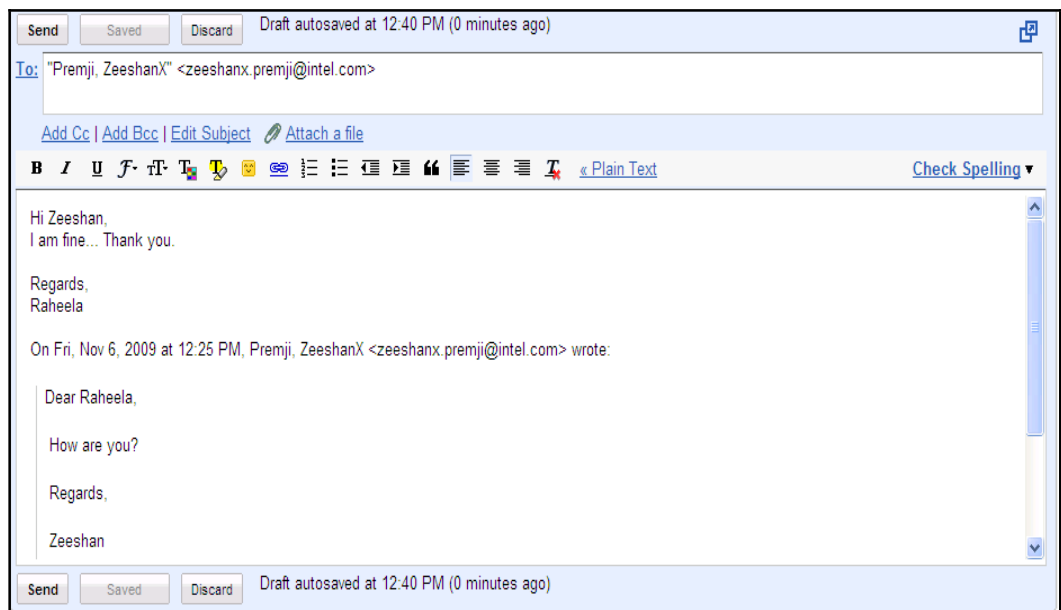 Send Saved Discard Draft autosaved at 12:40 PM (0 minutes ago)
To: "Premji, ZeeshanX" <zeeshanx.premji@intel.com>
Add Cc | Add Bcc | Edit Subject Attach a file
B I U F T T T T « Plain Text Check Spelling ▼
Hi Zeeshan,
I am fine... Thank you.
Regards,
Raheela
On Fri, Nov 6, 2009 at 12:25 PM, Premji, ZeeshanX <zeeshanx.premji@intel.com> wrote:
Dear Raheela,
How are you?
Regards,
Zeeshan
Send Saved Discard Draft autosaved at 12:40 PM (0 minutes ago)